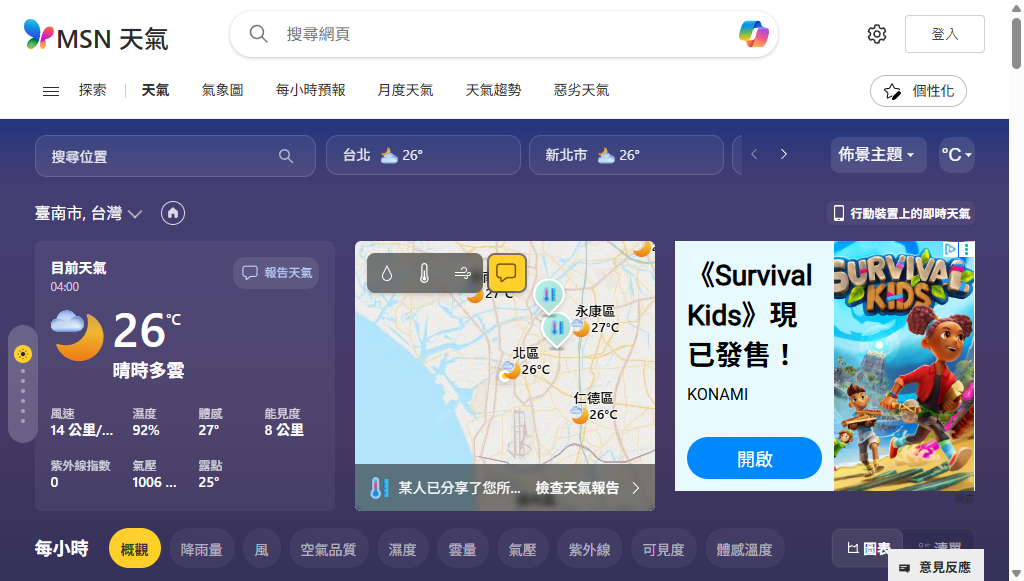 MSN 天氣
搜尋網頁
登入
探索
天氣
氣象圖
每小時預報
月度天氣
天氣趨勢
惡劣天氣
個性化
搜尋位置
台北 26°
新北市 26°
佈景主題
°C
臺南市, 台灣
行動裝置上的即時天氣
目前天氣
04:00
報告天氣
26°C
晴時多雲
風速
14 公里/...
濕度
92%
體感
27°
能見度
8 公里
紫外線指數
0
氣壓
1006 ...
露點
25°
27°C
永康區
27°C
北區
26°C
仁德區
26°C
某人已分享了您所...
檢查天氣報告
《Survival
Kids》現
已發售！
KONAMI
開啟
SURVIVAL
KIDS
廣告
每小時
概觀
降雨量
風
空氣品質
濕度
雲量
氣壓
紫外線
可見度
體感溫度
圖表
清單
意見反應